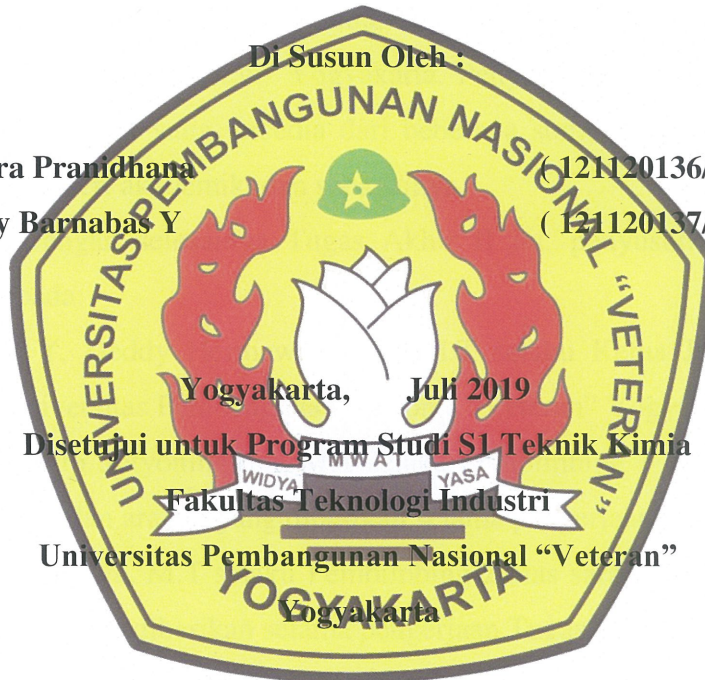 Di Susun Oleh :
ra Pranidhana ( 121120136/
y Barnabas Y ( 121120137/
Yogyakarta, Juli 2019
Disetujui untuk Program Studi S1 Teknik Kimia
Fakultas Teknologi Industri
Universitas Pembangunan Nasional “Veteran”
Yogyakarta
UNIVERSITAS PEMBANGUNAN NASIONAL “VETERAN”
WIDYA MWAT YASA
YOGYAKARTA